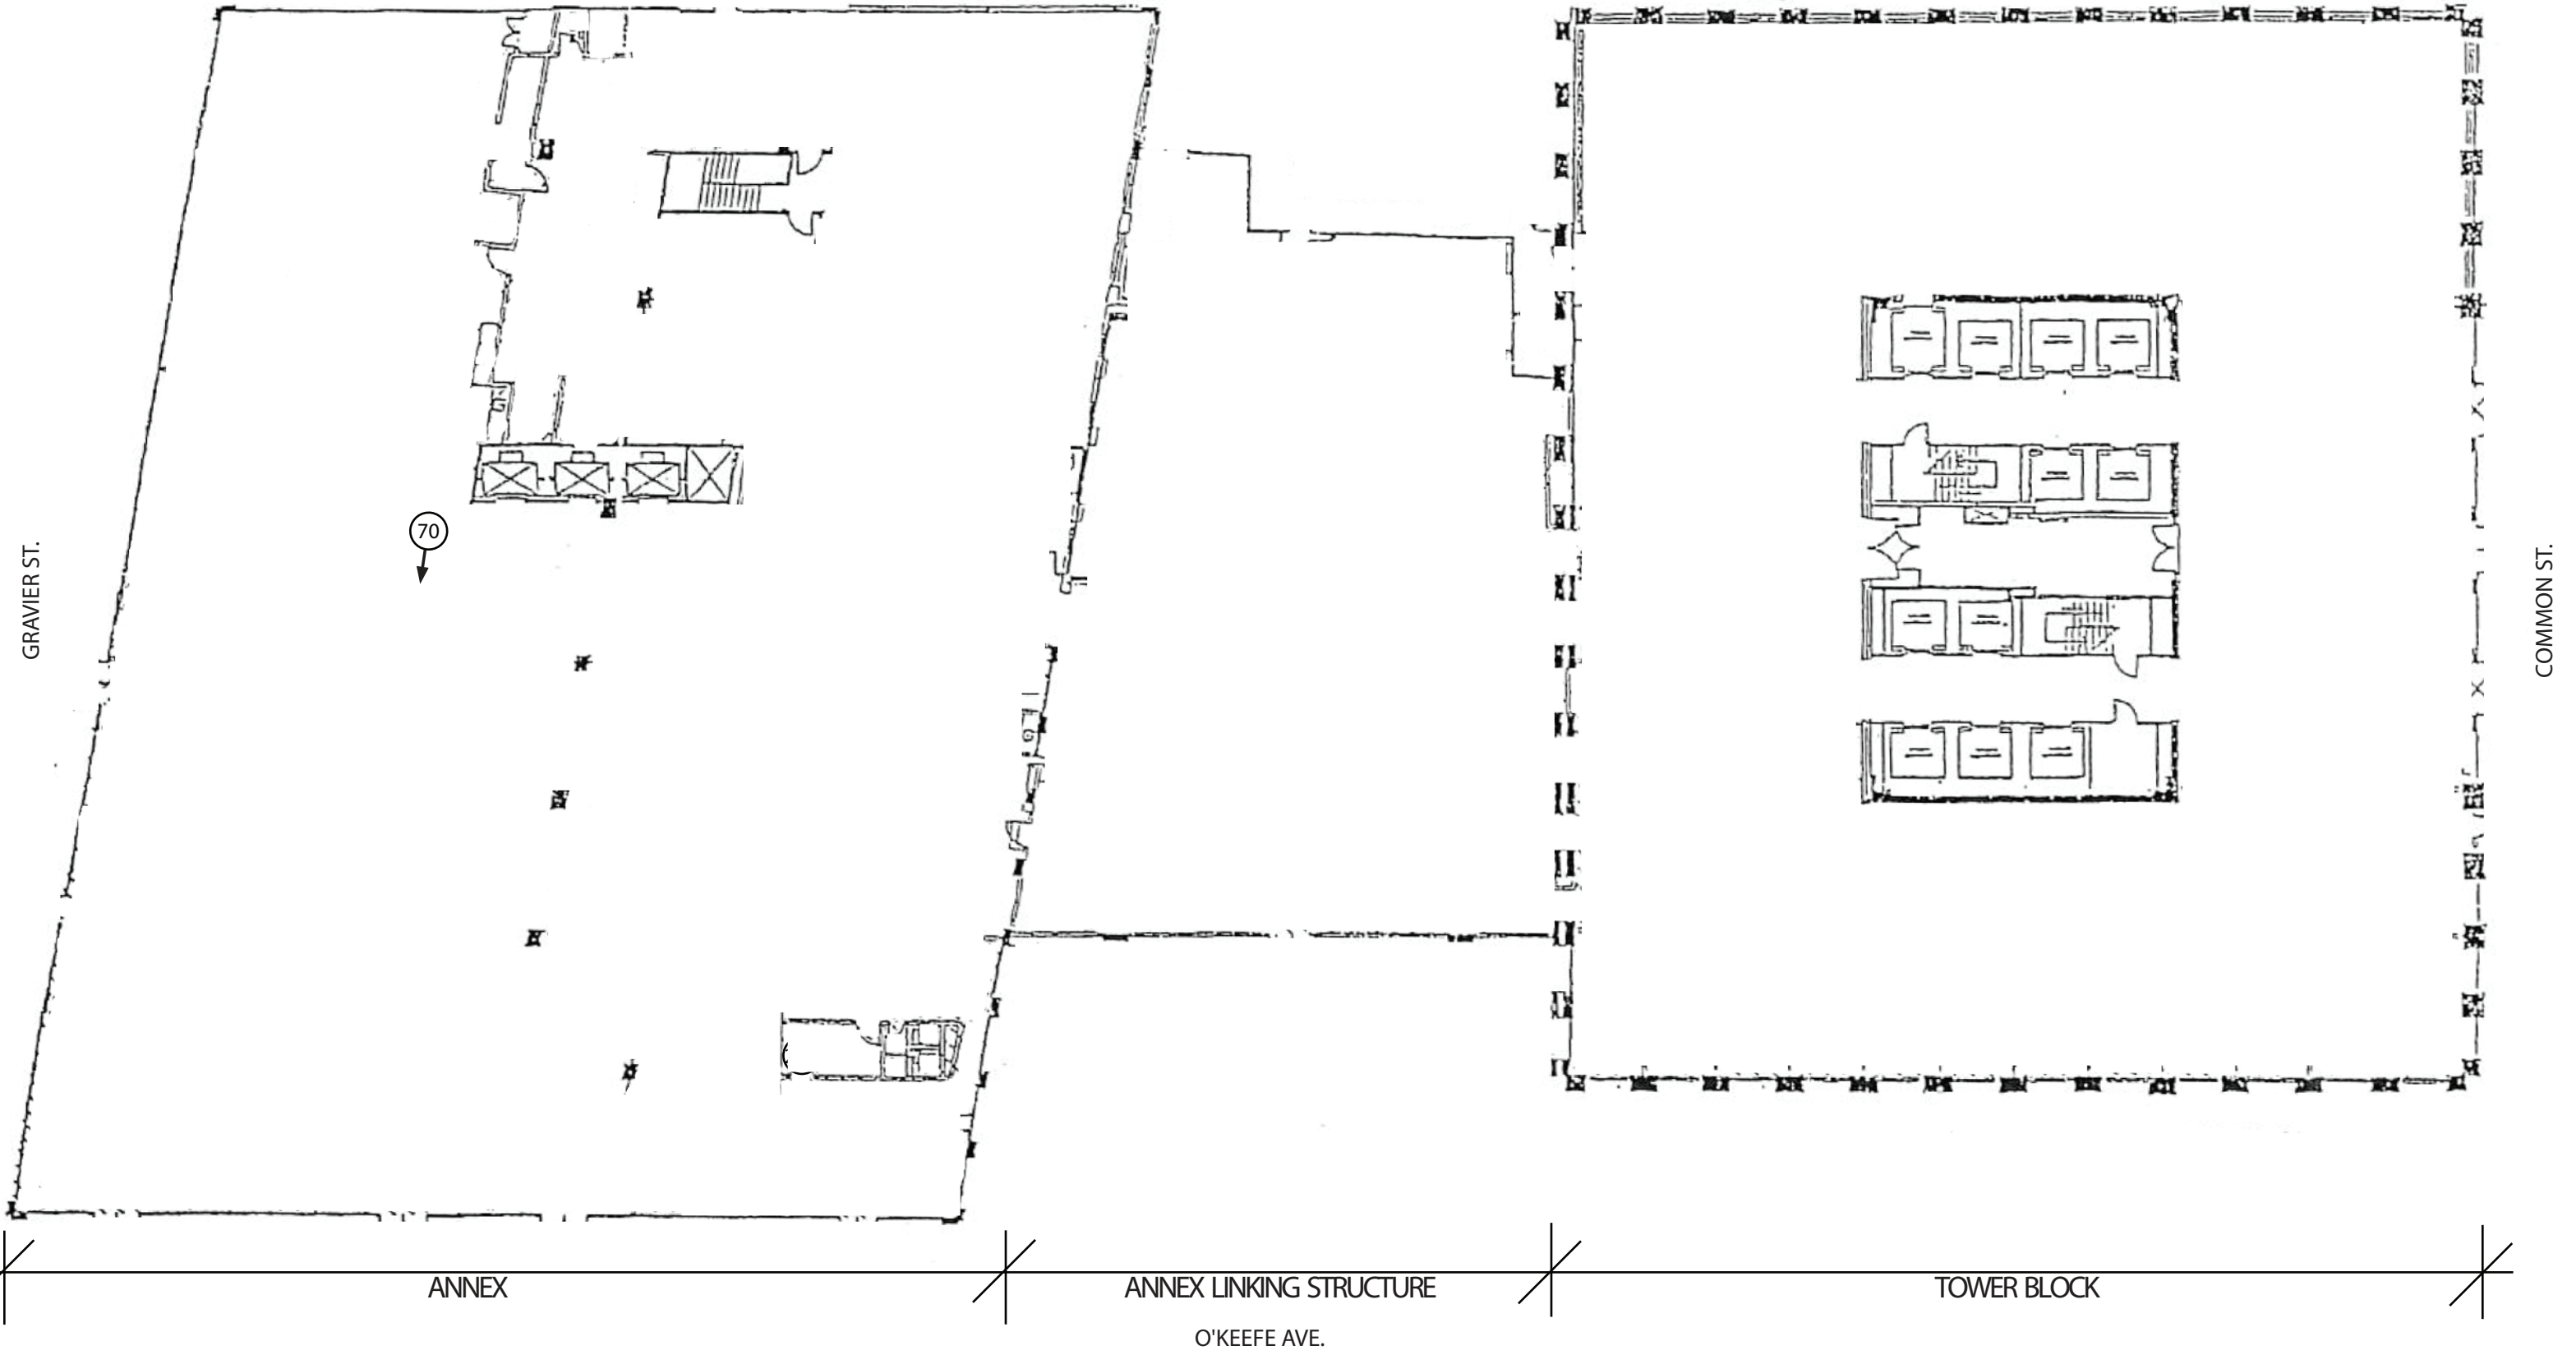 70
GRAVIER ST.
COMMON ST.
ANNEX
ANNEX LINKING STRUCTURE
TOWER BLOCK
O'KEEFE AVE.